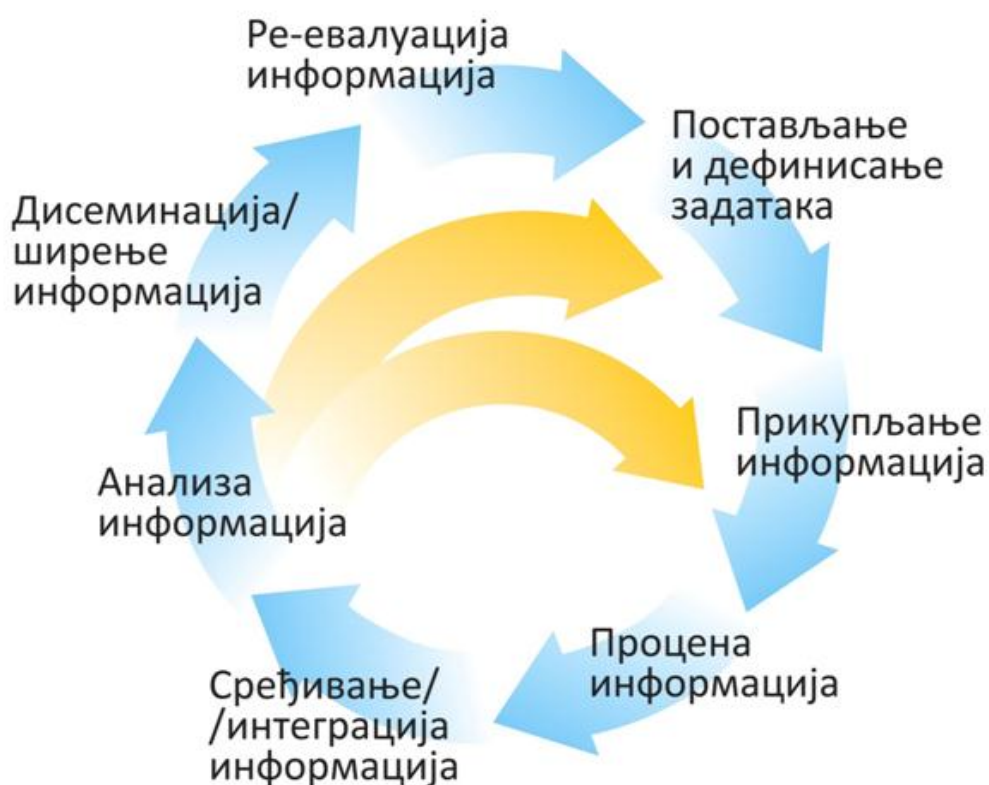 Ре-евалуација
информација
Постављање
и дефинисање
задатака
Прикупљање
информација
Процена
информација
Сређивање/
/интеграција
информација
Анализа
информација
Дисеминација/
ширење
информација